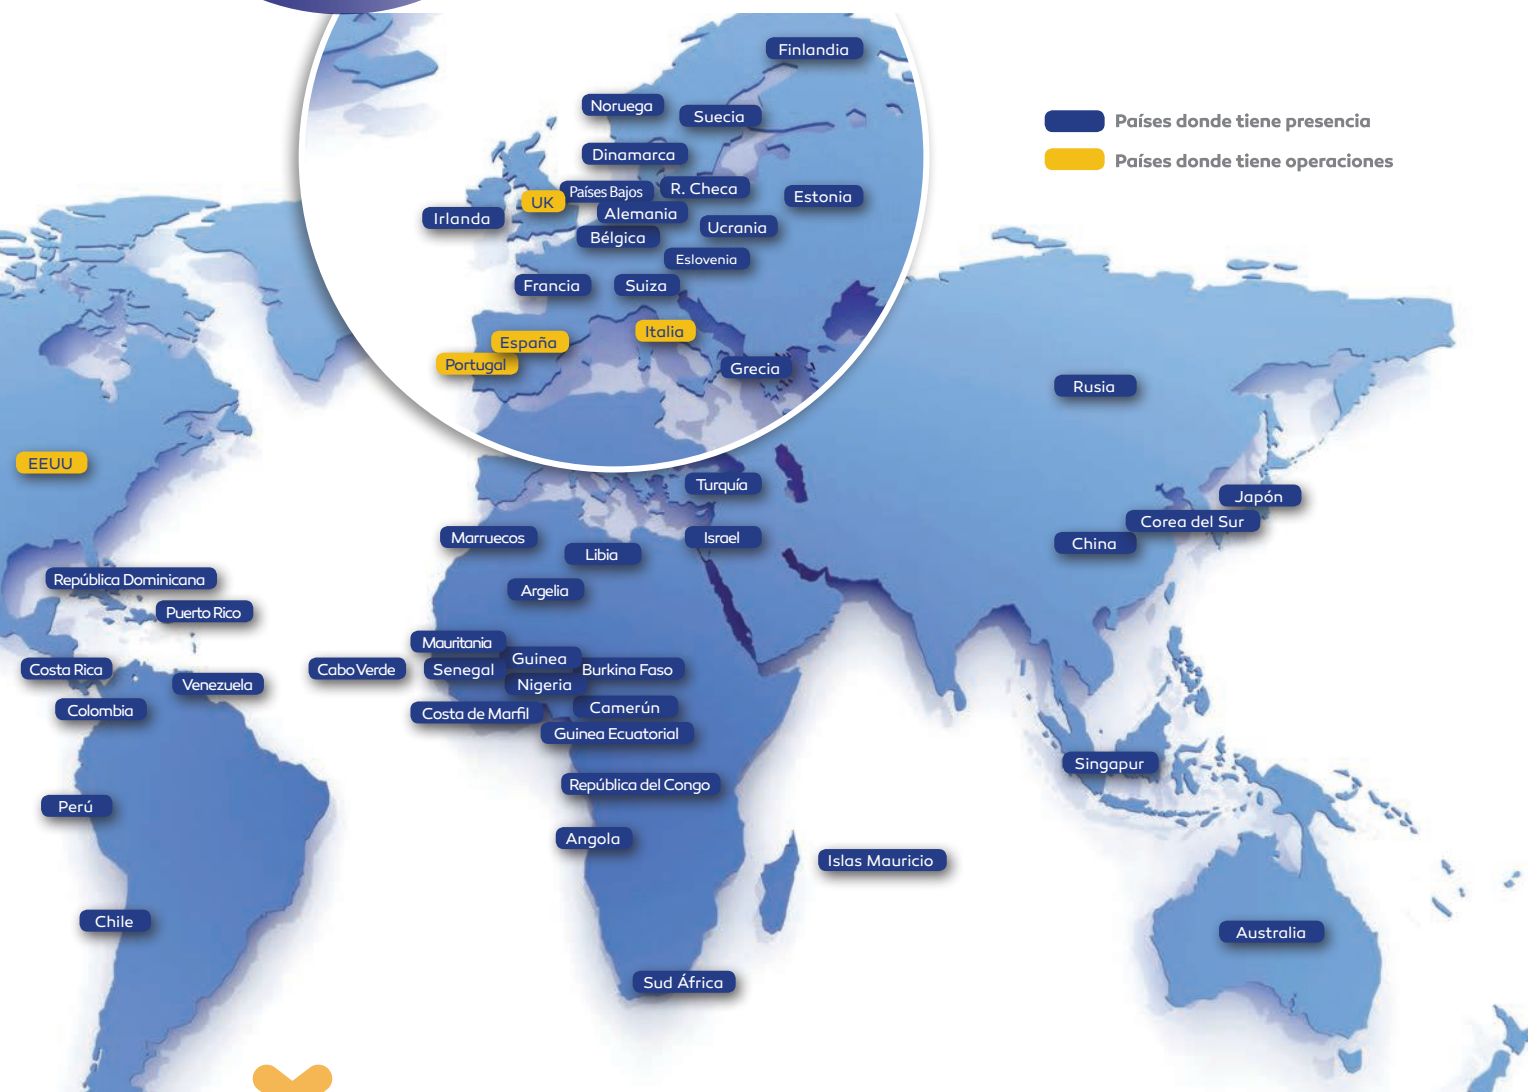 Finlandia
Noruega
Suecia
Países donde tiene presencia
Dinamarca
Países donde tiene operaciones
Países Bajos
R. Checa
Estonia
UK
Alemania
Irlanda
Ucrania
Bélgica
Eslovenia
Francia
Suiza
Italia
España
Portugal
Grecia
Rusia
EEUU
Turquía
Japón
Corea del Sur
Marruecos
Israel
China
Libia
República Dominicana
Argelia
Puerto Rico
Mauritania
Guinea
Costa Rica
Cabo Verde
Senegal
Burkina Faso
Venezuela
Nigeria
Colombia
Costa de Marfil
Camerún
Guinea Ecuatorial
Singapur
República del Congo
Perú
Angola
Islas Mauricio
Chile
Australia
Sud África